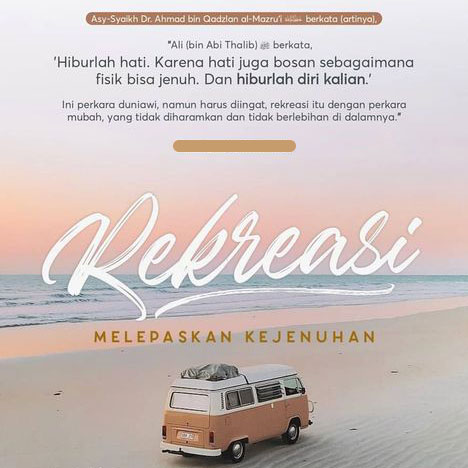 Asy-Syaikh Dr. Ahmad bin Qadzlan al-Mazru'i berkata (artinya),
"Ali (bin Abi Thalib) berkata,
'Hiburlah hati. Karena hati juga bosan sebagaimana
fisik bisa jenuh. Dan hiburlah diri kalian.'
Ini perkara duniawi, namun harus diingat, rekreasi itu dengan perkara
mubah, yang tidak diharamkan dan tidak berlebihan di dalamnya."
Rekreasi
MELEPASKAN KEJENUHAN